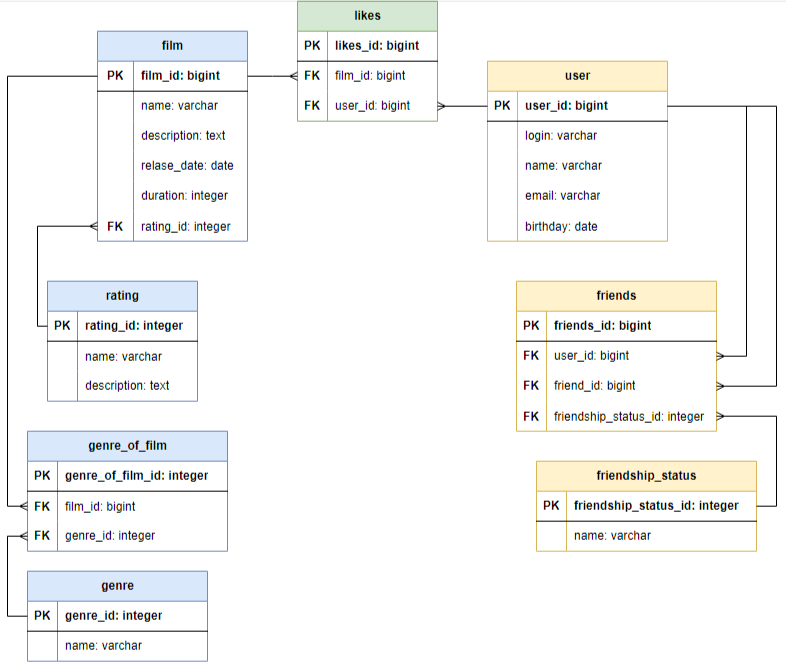 likes
PK likes_id: bigint
FK film_id: bigint
FK user_id: bigint
film
PK film_id: bigint
name: varchar
description: text
relase_date: date
duration: integer
FK rating_id: integer
user
PK user_id: bigint
login: varchar
name: varchar
email: varchar
birthday: date
rating
PK rating_id: integer
name: varchar
description: text
friends
PK friends_id: bigint
FK user_id: bigint
FK friend_id: bigint
FK friendship_status_id: integer
genre_of_film
PK genre_of_film_id: integer
FK film_id: bigint
FK genre_id: integer
friendship_status
PK friendship_status_id: integer
name: varchar
genre
PK genre_id: integer
name: varchar